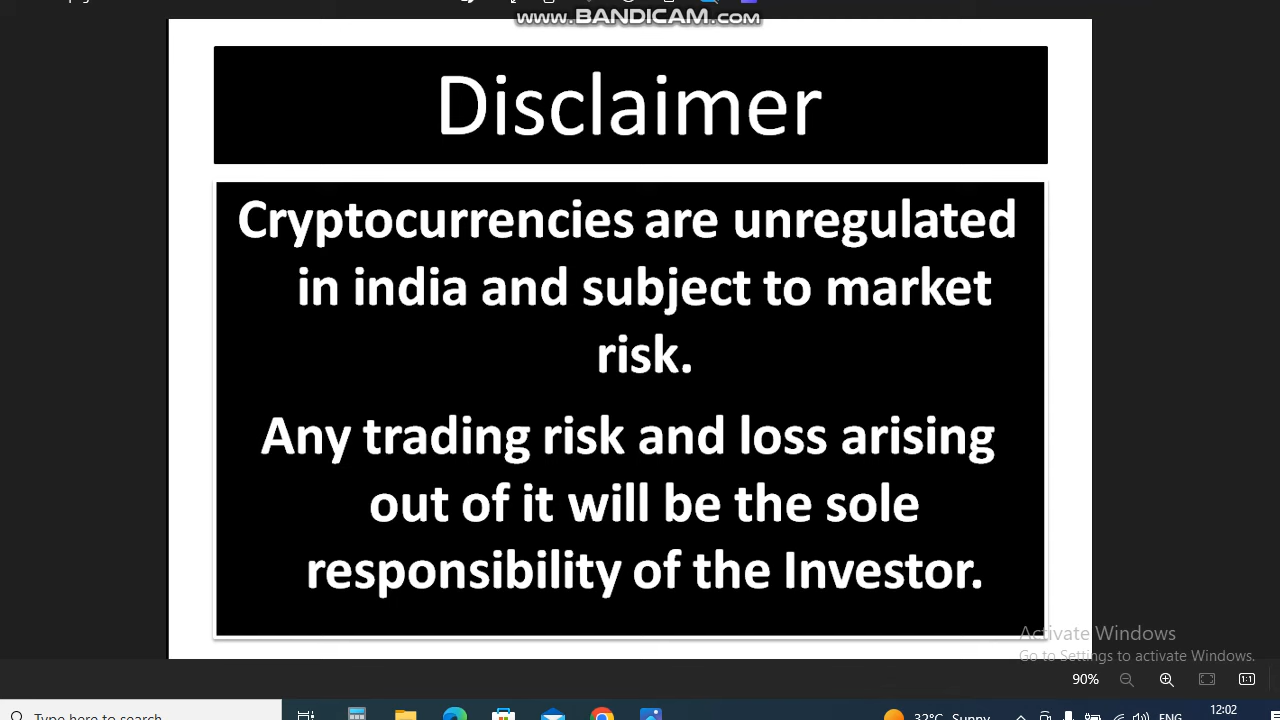 www.BANDICAM.com
Disclaimer
Cryptocurrencies are unregulated
in india and subject to market
risk.
Any trading risk and loss arising
out of it will be the sole
responsibility of the Investor.
Activate Windows
Go to Settings to activate Windows.
90%
1:1
Type here to search
32°C Sunny
ENG
12:02